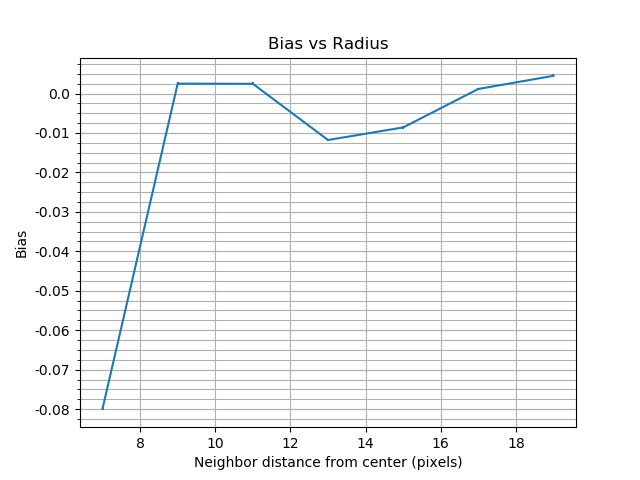 Bias vs Radius
0.0
-0.01
-0.02
-0.03
-0.04
-0.05
-0.06
-0.07
-0.08
Bias
8 10 12 14 16 18
Neighbor distance from center (pixels)